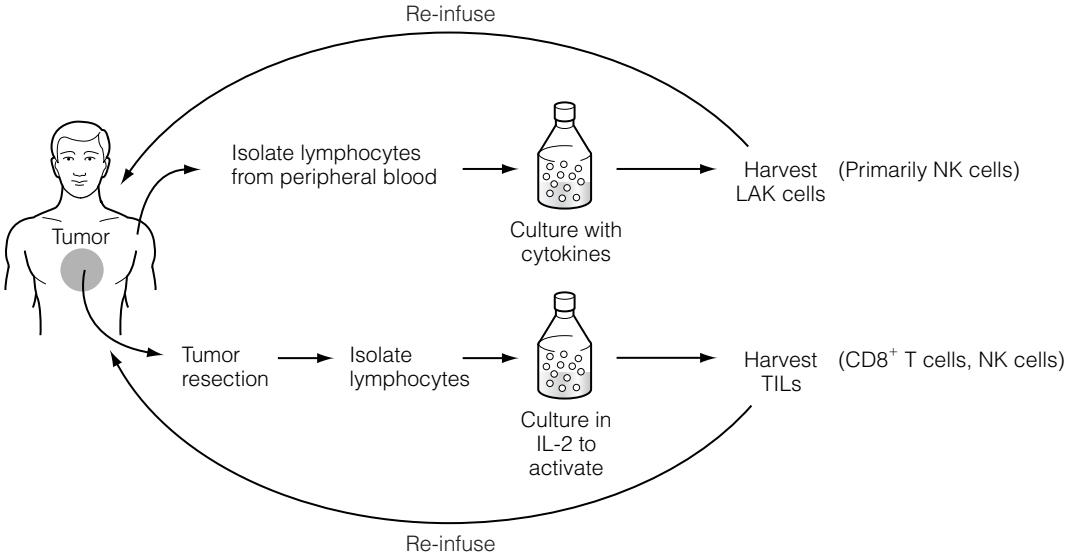 Re-infuse
Isolate lymphocytes
from peripheral blood
Culture with
cytokines
Harvest
LAK cells
(Primarily NK cells)
Tumor
Tumor
resection
Isolate
lymphocytes
Culture in
IL-2 to
activate
Harvest
TILs
(CD8⁺ T cells, NK cells)
Re-infuse